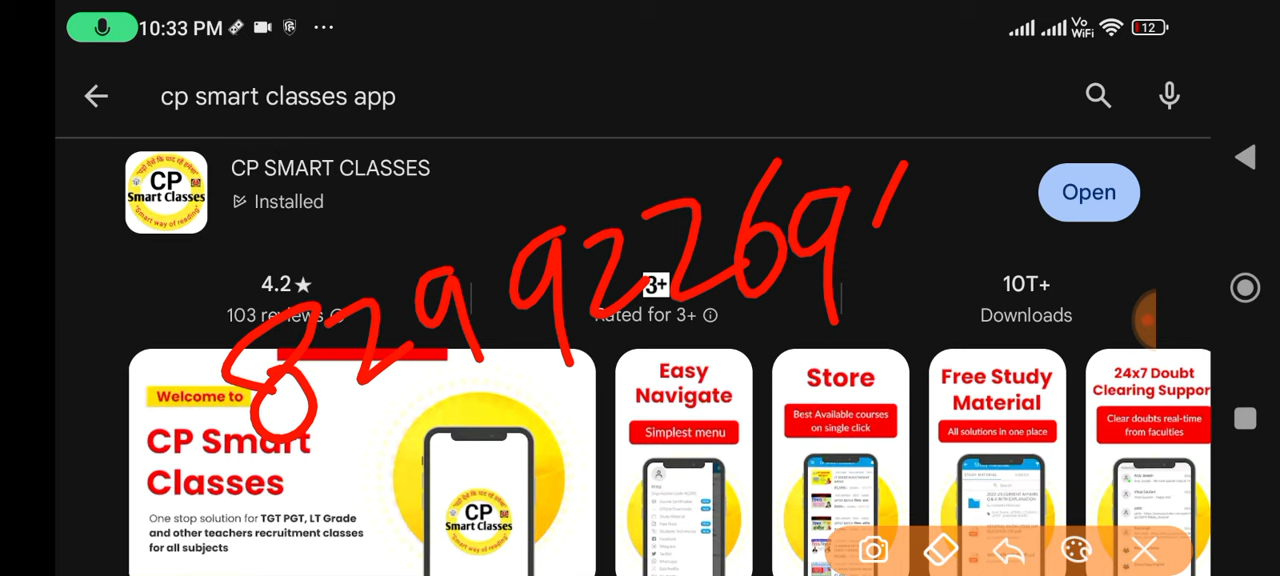 10:33 PM ...
Vo WiFi 12
cp smart classes app
CP SMART CLASSES
Installed
Open
CP
Smart Classes
"Smart way of reading"
829922691
4.2★
103 reviews
3+
Rated for 3+
10T+
Downloads
Welcome to
CP Smart
Classes
One stop solution for TGT PGT, LT Grade
and other teachers recruitment classes
for all subjects
CP
Smart Classes
Easy
Navigate
Simplest menu
Store
Best Available courses
on single click
Free Study
Material
All solutions in one place
24x7 Doubt
Clearing Suppor
Clear doubts real-time
from faculties